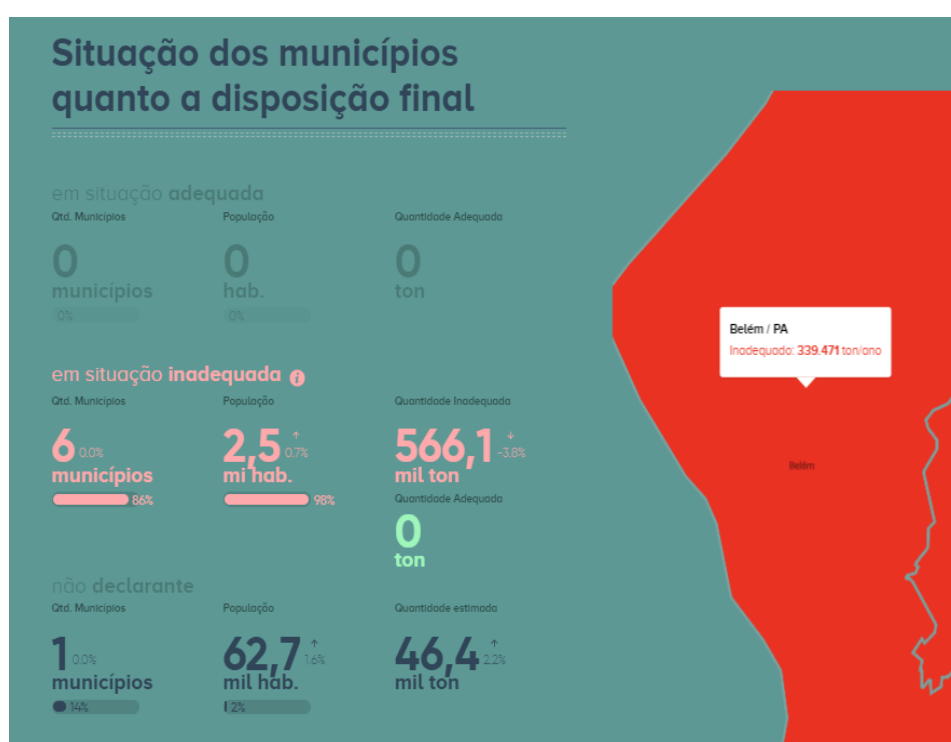 Situação dos municípios
quanto a disposição final
em situação adequada
Qtd. Municípios População Quantidade Adequada
0 0 0
municípios hab. ton
0% 0%
em situação inadequada i
Qtd. Municípios População Quantidade Inadequada
6 0.0% 2,5 ↑ 0.7% 566,1 ↓ -3.8%
municípios mi hab. mil ton
86% 98% Quantidade Adequada
0
ton
não declarante
Qtd. Municípios População Quantidade estimada
1 0.0% 62,7 ↑ 1.6% 46,4 ↑ 2.2%
municípios mil hab. mil ton
14% 2%
Belém / PA
Inadequada: 339.471 ton/ano
Belém